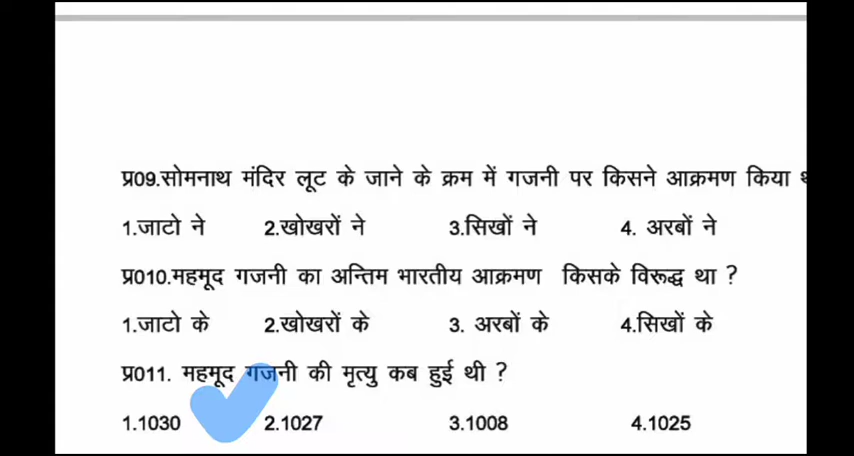 प्र09.सोमनाथ मंदिर लूट के जाने के क्रम में गजनी पर किसने आक्रमण किया
1.जाटो ने 2.खोखरों ने 3.सिखों ने 4. अरबों ने
प्र010.महमूद गजनी का अन्तिम भारतीय आक्रमण किसके विरूद्ध था ?
1.जाटो के 2.खोखरों के 3. अरबों के 4.सिखों के
प्र011. महमूद गजनी की मृत्यु कब हुई थी ?
1.1030 2.1027 3.1008 4.1025